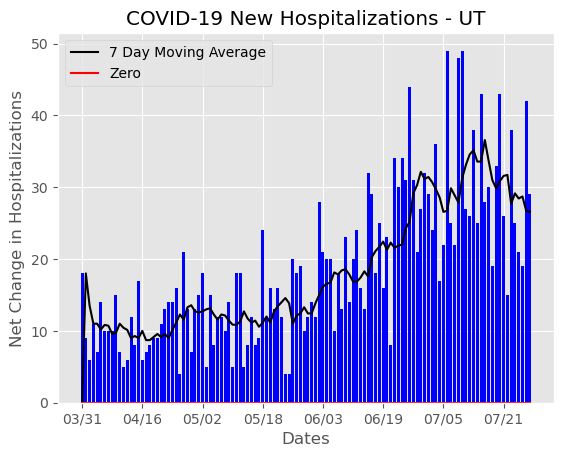 COVID-19 New Hospitalizations - UT
7 Day Moving Average
Zero
Net Change in Hospitalizations
50
40
30
20
10
0
03/31 04/16 05/02 05/18 06/03 06/19 07/05 07/21
Dates